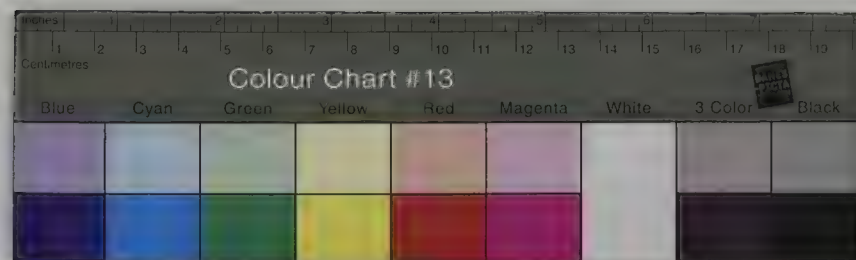 Inches 1 2 3 4 5 6
1 2 3 4 5 6 7 8 9 10 11 12 13 14 15 16 17 18 19
Centimetres
Colour Chart #13
Blue Cyan Green Yellow Red Magenta White 3 Color Black